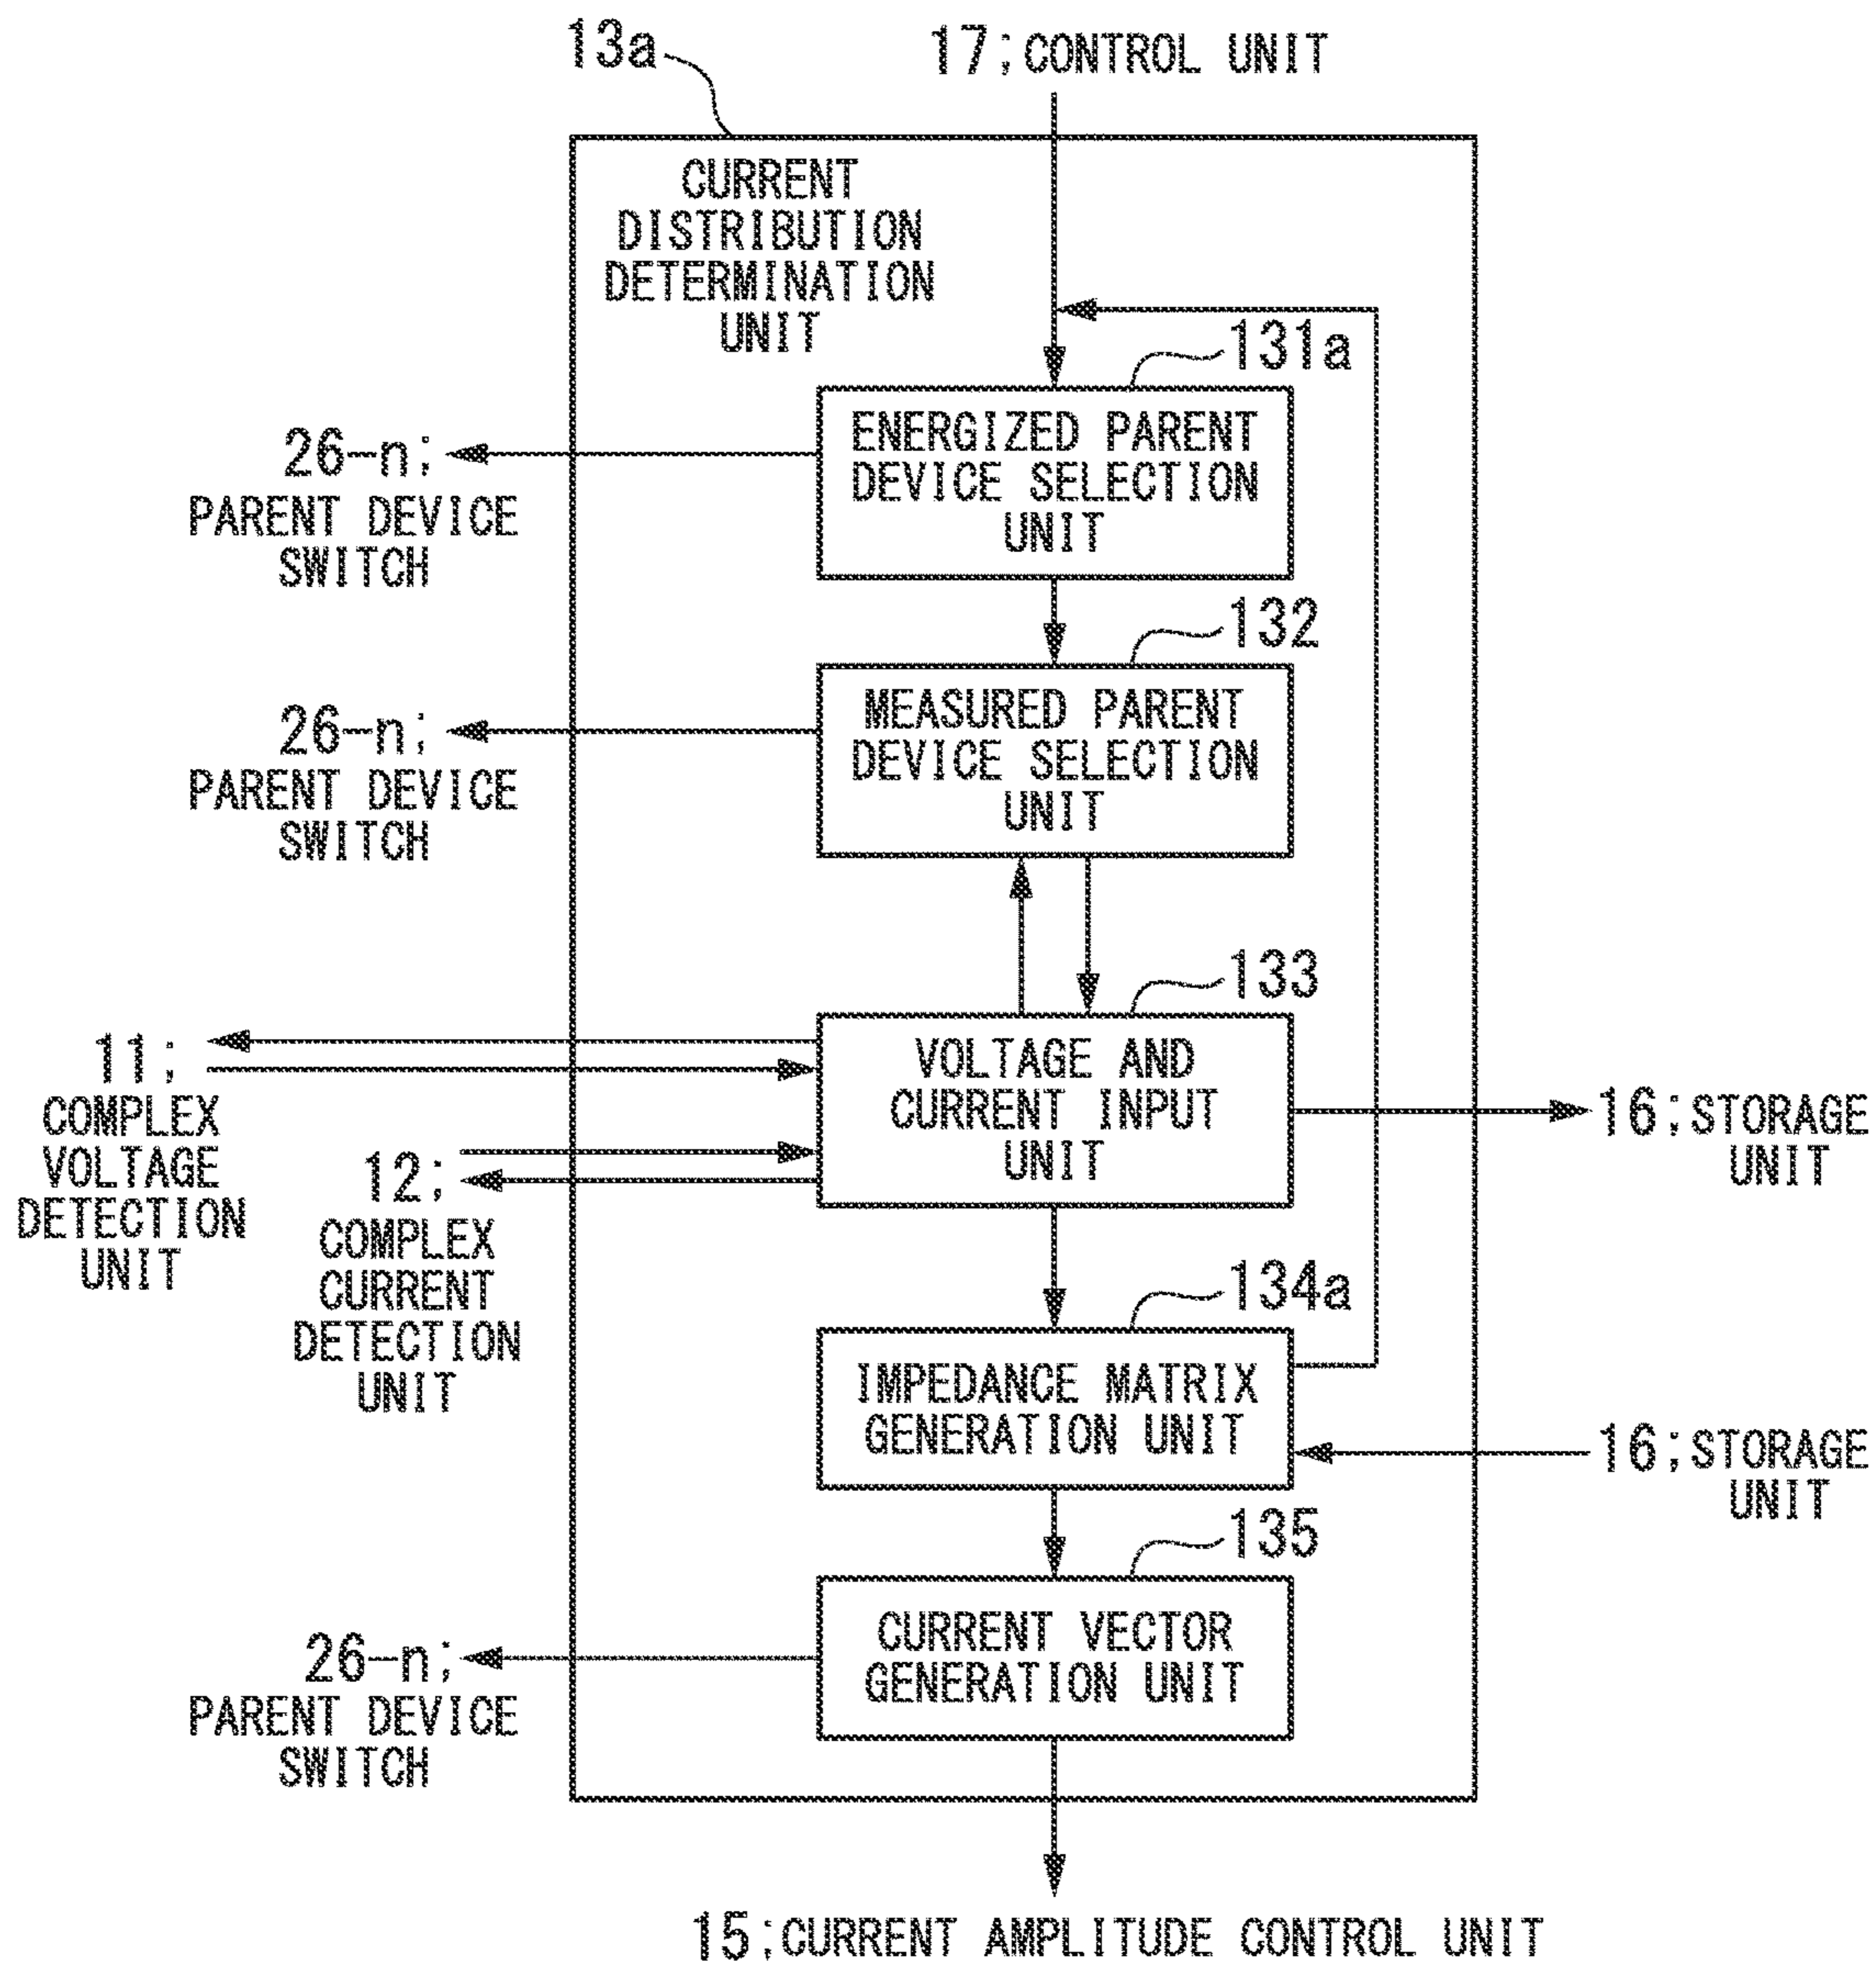 13a
17; CONTROL UNIT
CURRENT
DISTRIBUTION
DETERMINATION
UNIT
131a
ENERGIZED PARENT
DEVICE SELECTION
UNIT
26-n;
PARENT DEVICE
SWITCH
132
MEASURED PARENT
DEVICE SELECTION
UNIT
26-n;
PARENT DEVICE
SWITCH
133
VOLTAGE AND
CURRENT INPUT
UNIT
11;
COMPLEX
VOLTAGE
DETECTION
UNIT
12;
COMPLEX
CURRENT
DETECTION
UNIT
16; STORAGE
UNIT
134a
IMPEDANCE MATRIX
GENERATION UNIT
16; STORAGE
UNIT
135
CURRENT VECTOR
GENERATION UNIT
26-n;
PARENT DEVICE
SWITCH
15; CURRENT AMPLITUDE CONTROL UNIT